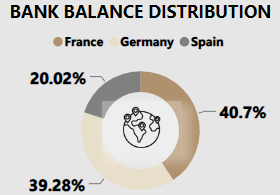 BANK BALANCE DISTRIBUTION
France Germany Spain
20.02%
40.7%
39.28%